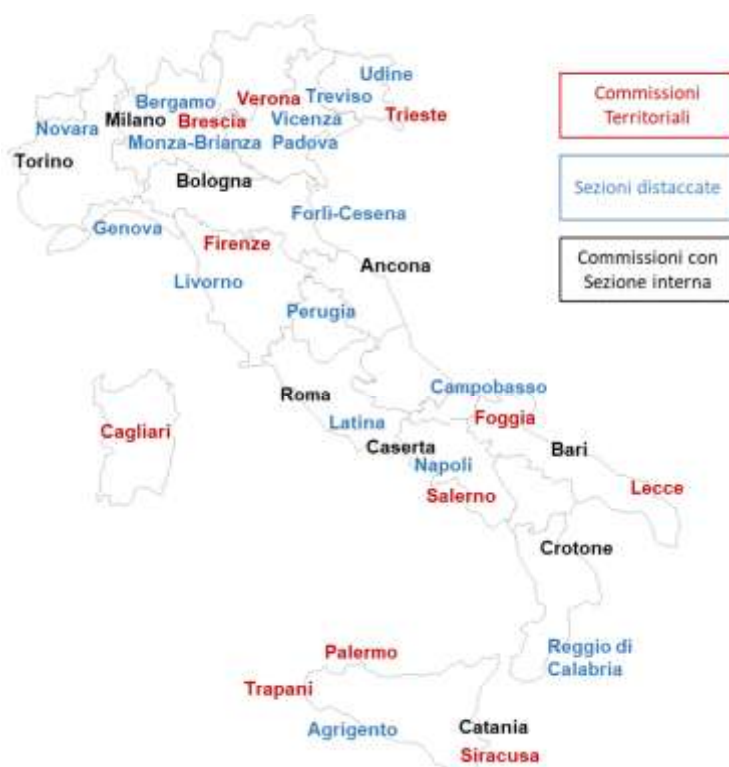 Udine
Bergamo
Verona
Treviso
Novara
Milano
Brescia
Vicenza
Trieste
Monza-Brianza
Padova
Torino
Bologna
Forlì-Cesena
Genova
Firenze
Ancona
Livorno
Perugia
Roma
Campobasso
Latina
Foggia
Cagliari
Caserta
Bari
Napoli
Salerno
Lecce
Crotone
Reggio di
Calabria
Palermo
Trapani
Agrigento
Catania
Siracusa
Commissioni
Territoriali
Sezioni distaccate
Commissioni con
Sezione interna